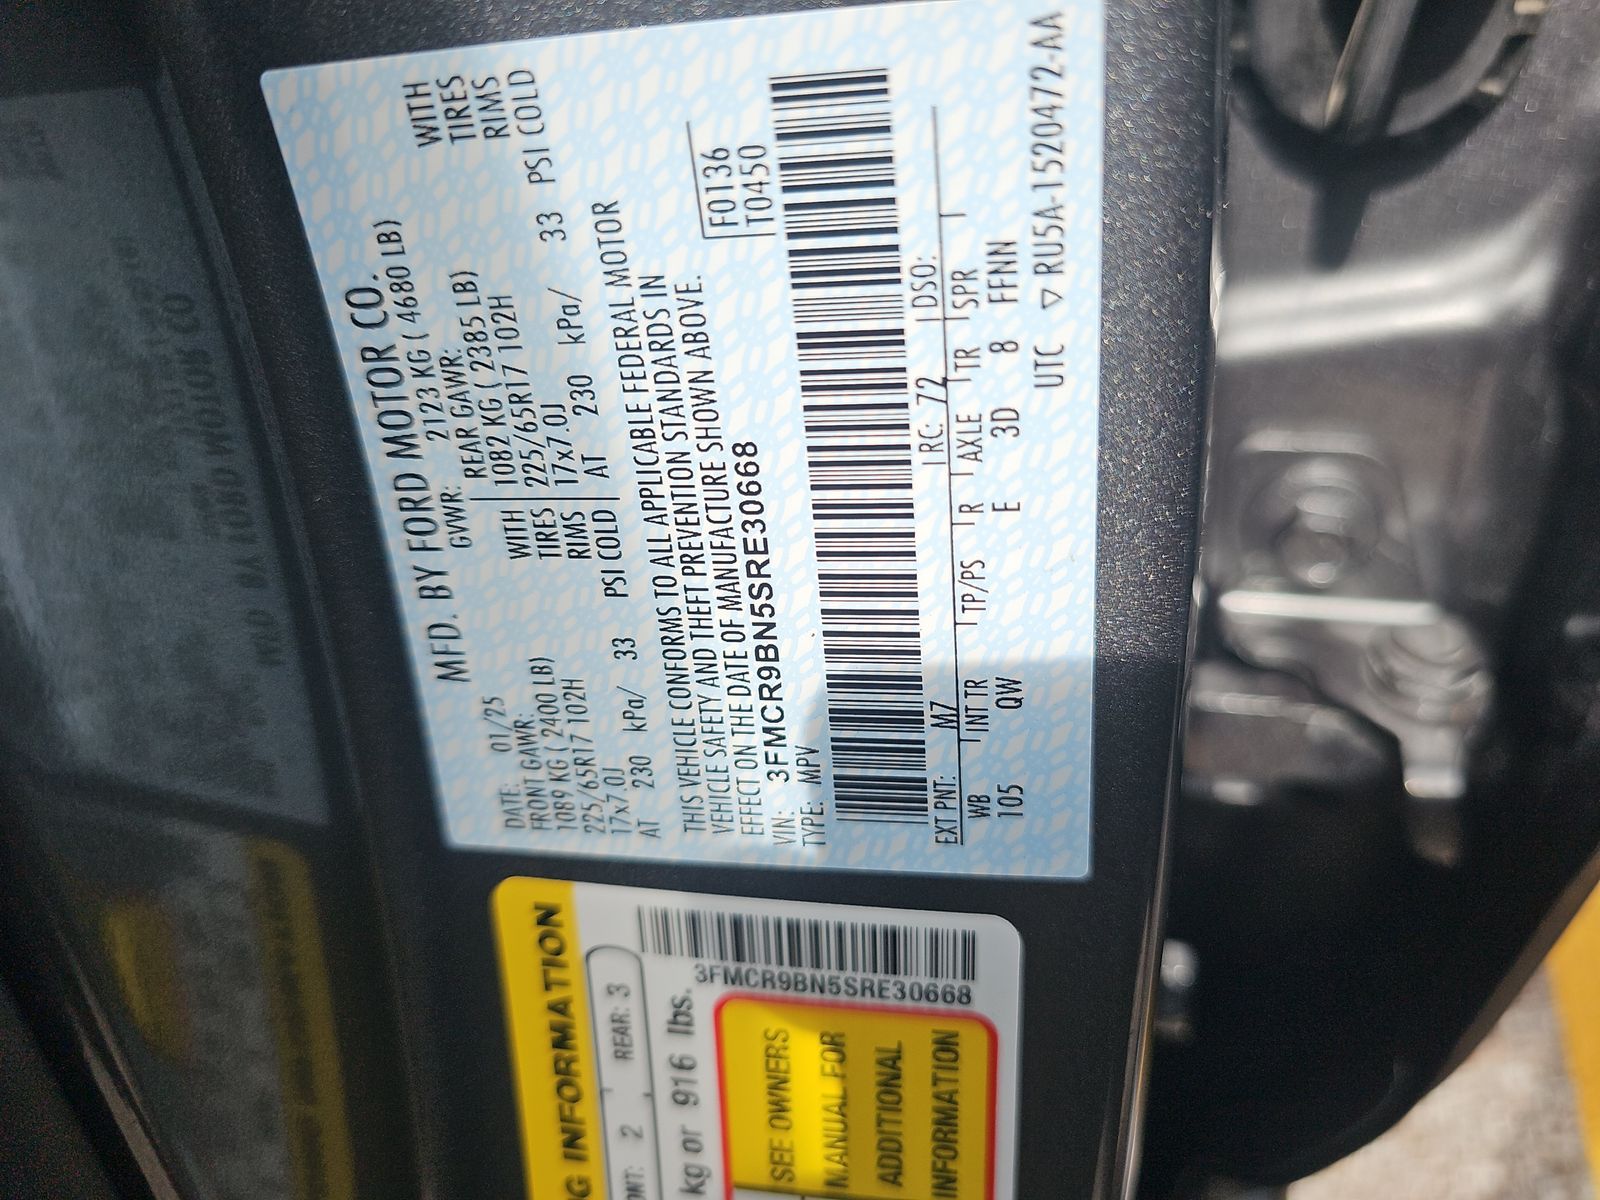 MFD. BY FORD MOTOR CO.
DATE: 01/25 GVWR: 2123 KG ( 4680 LB)
FRONT GAWR: REAR GAWR:
1089 KG ( 2400 LB) WITH 1082 KG ( 2385 LB) WITH
225/65R17 102H TIRES 225/65R17 102H TIRES
17x7.0J RIMS 17x7.0J RIMS
AT 230 kPa/ 33 PSI COLD AT 230 kPa/ 33 PSI COLD
THIS VEHICLE CONFORMS TO ALL APPLICABLE FEDERAL MOTOR
VEHICLE SAFETY AND THEFT PREVENTION STANDARDS IN
EFFECT ON THE DATE OF MANUFACTURE SHOWN ABOVE.
VIN: 3FMCR9BN5SRE30668 F0136
TYPE: MPV T0450
EXT PNT: M7 RC: 72 DSO:
WB INT TR TP/PS R AXLE TR SPR
105 QW E 3D 8 FFNN
UTC ▽ RU5A-1520472-AA
G INFORMATION
ONT: 2 REAR: 3
kg or 916 lbs.
3FMCR9BN5SRE30668
SEE OWNERS
MANUAL FOR
ADDITIONAL
INFORMATION